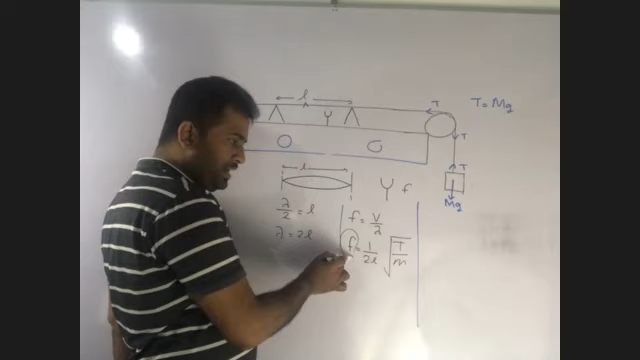 l
T
T = Mg
T
l
T
f
Mg
λ/2 = l
f = V/λ
λ = 2l
f = 1/2l √T/m